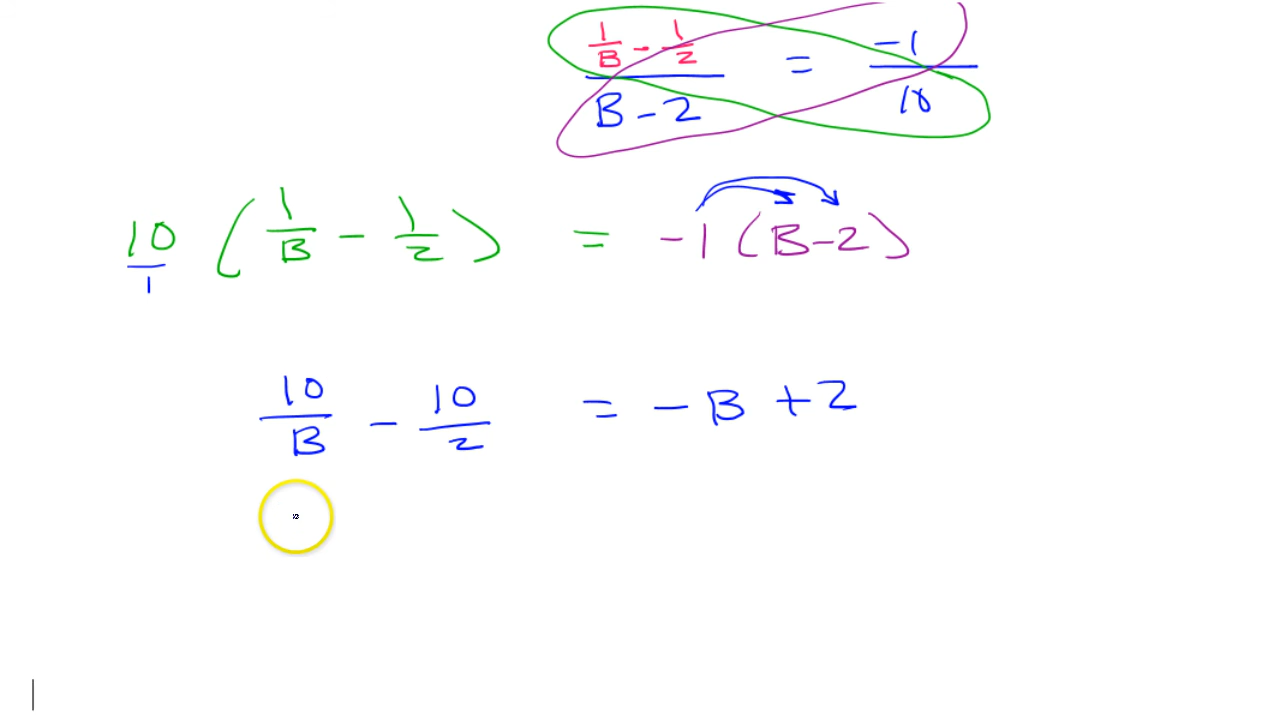 1/B - 1/2 = -1
B - 2 10
10 ( 1/B - 1/2 ) = -1 (B-2)
1
10/B - 10/2 = - B + 2